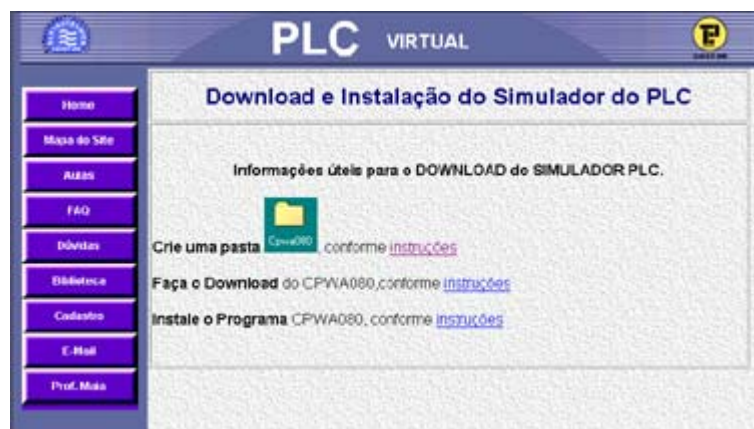 PLC VIRTUAL
Home
Mapa do Site
Aulas
FAQ
Dúvidas
Biblioteca
Cadastro
E-Mail
Prof. Maia
Download e Instalação do Simulador do PLC
Informações úteis para o DOWNLOAD do SIMULADOR PLC.
Crie uma pasta Cpwa080 , conforme instruções
Faça o Download do CPWA080,conforme instruções
Instale o Programa CPWA080, conforme instruções